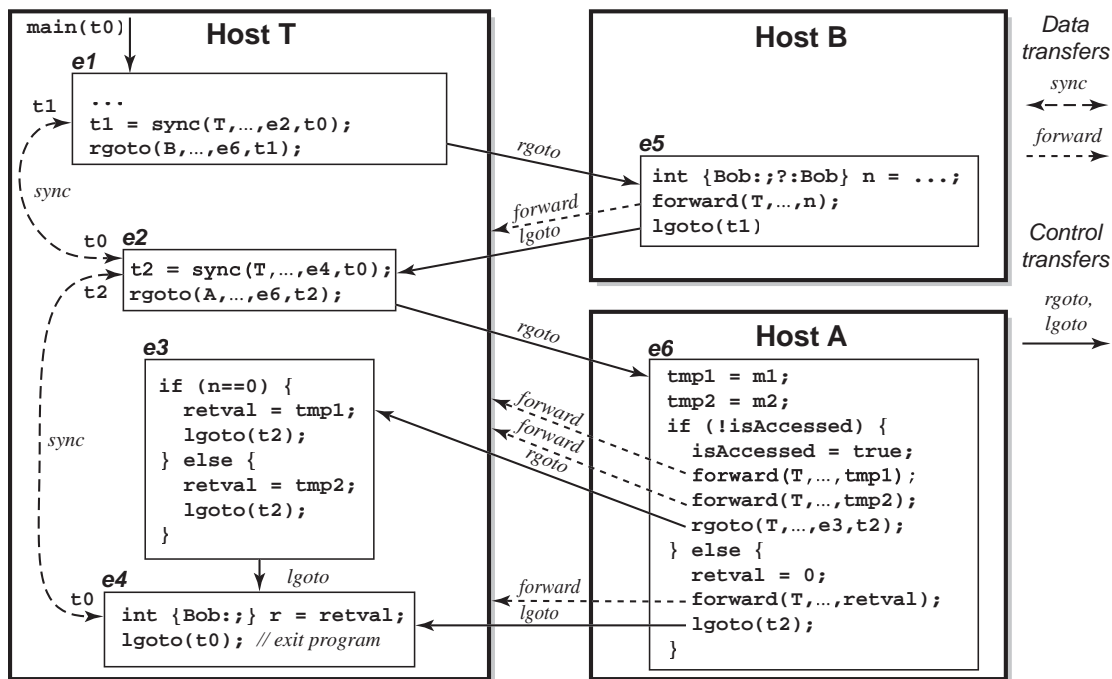 main(t0)
Host T
e1
...
t1 = sync(T,…,e2,t0);
rgoto(B,…,e6,t1);
t1
sync
t0
e2
t2 = sync(T,…,e4,t0);
rgoto(A,…,e6,t2);
t2
e3
if (n==0) {
retval = tmp1;
lgoto(t2);
} else {
retval = tmp2;
lgoto(t2);
}
sync
lgoto
e4
t0
int {Bob:;} r = retval;
lgoto(t0); // exit program
rgoto
forward
lgoto
rgoto
forward
forward
rgoto
forward
lgoto
Host B
e5
int {Bob:;?:Bob} n = ...;
forward(T,…,n);
lgoto(t1)
Host A
e6
tmp1 = m1;
tmp2 = m2;
if (!isAccessed) {
isAccessed = true;
forward(T,…,tmp1);
forward(T,…,tmp2);
rgoto(T,…,e3,t2);
} else {
retval = 0;
forward(T,…,retval);
lgoto(t2);
}
Data
transfers
sync
forward
Control
transfers
rgoto,
lgoto